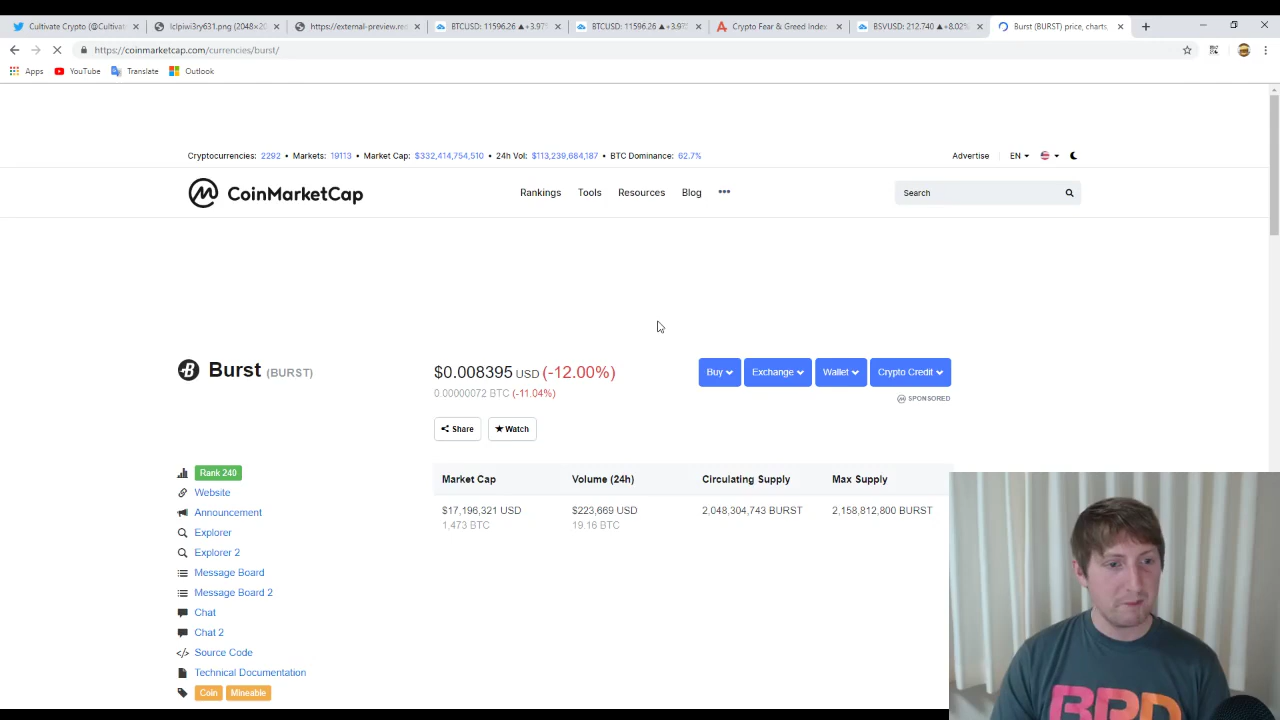 Cultivate Crypto (@Cultivat
lclpiwi3ry631.png (2048×20
https://external-preview.red
BTCUSD: 11596.26 ▲+3.97%
BTCUSD: 11596.26 ▲+3.97%
Crypto Fear & Greed Index
BSVUSD: 212.740 ▲+8.02%
Burst (BURST) price, charts,
https://coinmarketcap.com/currencies/burst/
Apps YouTube Translate Outlook
Cryptocurrencies: 2292 • Markets: 19113 • Market Cap: $332,414,754,510 • 24h Vol: $113,239,684,187 • BTC Dominance: 62.7%
Advertise EN
CoinMarketCap
Rankings Tools Resources Blog •••
Search
Burst (BURST)
$0.008395 USD (-12.00%)
0.00000072 BTC (-11.04%)
Buy Exchange Wallet Crypto Credit
SPONSORED
Share Watch
Rank 240
Website
Announcement
Explorer
Explorer 2
Message Board
Message Board 2
Chat
Chat 2
Source Code
Technical Documentation
Coin Mineable
Market Cap Volume (24h) Circulating Supply Max Supply
$17,196,321 USD $223,669 USD 2,048,304,743 BURST 2,158,812,800 BURST
1,473 BTC 19.16 BTC